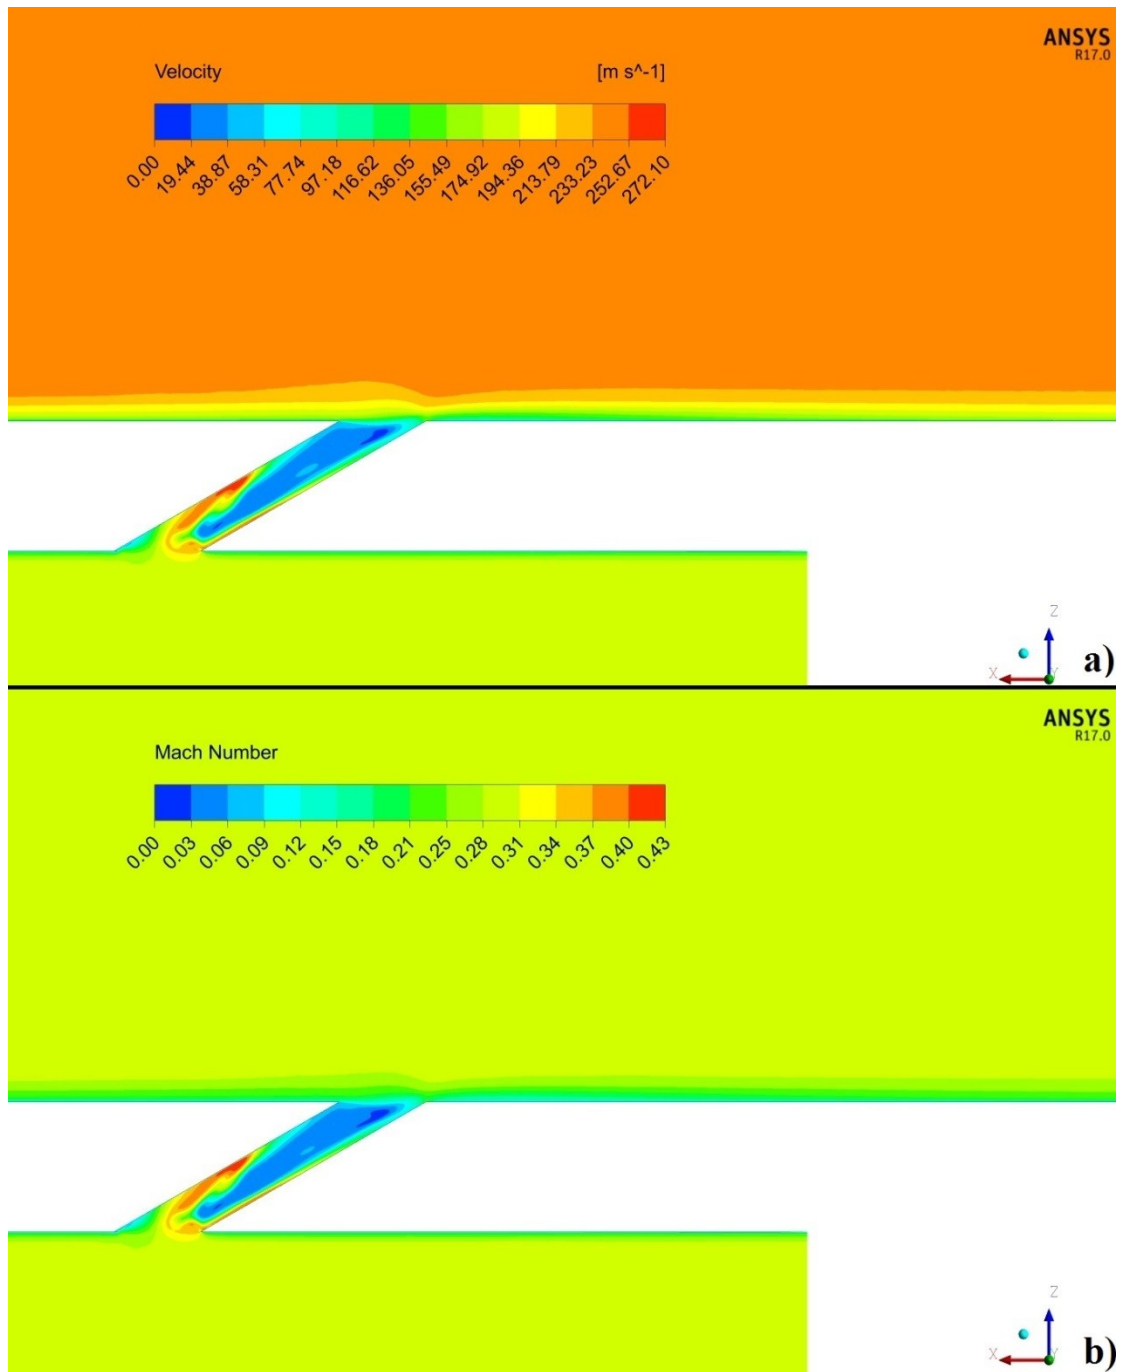 ANSYS
R17.0
Velocity [m s^-1]
0.00 19.44 38.87 58.31 77.74 97.18 116.62 136.05 155.49 174.92 194.36 213.79 233.23 252.67 272.10
Z
X Y
a)
ANSYS
R17.0
Mach Number
0.00 0.03 0.06 0.09 0.12 0.15 0.18 0.21 0.25 0.28 0.31 0.34 0.37 0.40 0.43
Z
X Y
b)